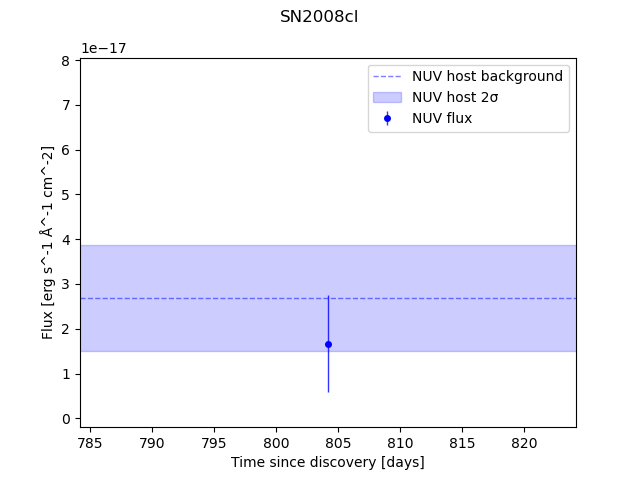 SN2008cl
1e−17
8
7
6
5
4
3
2
1
0
Flux [erg s^-1 Å^-1 cm^-2]
NUV host background
NUV host 2σ
NUV flux
785 790 795 800 805 810 815 820
Time since discovery [days]